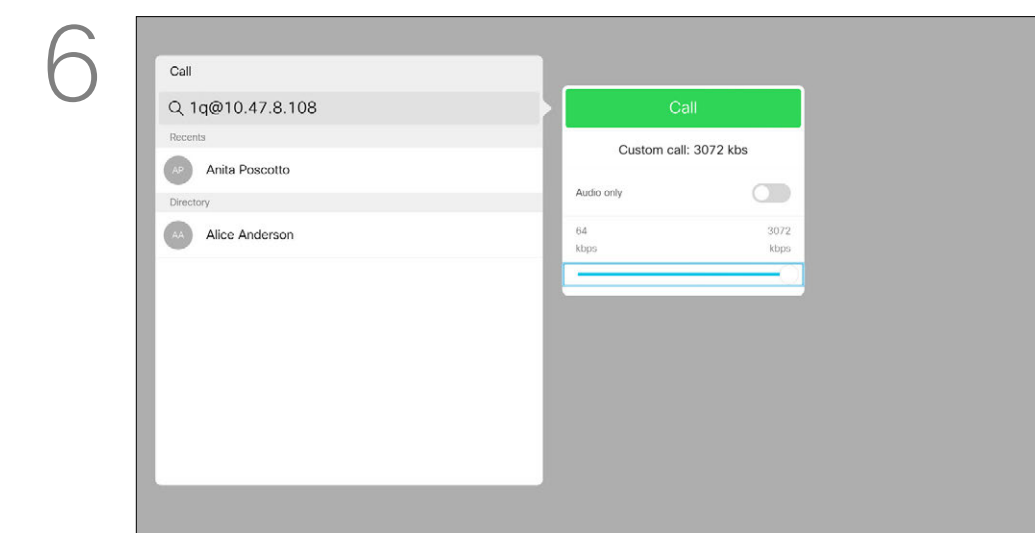 6
Call
1q@10.47.8.108
Recents
AP Anita Poscotto
Directory
AA Alice Anderson
Call
Custom call: 3072 kbs
Audio only
64 3072
kbps kbps